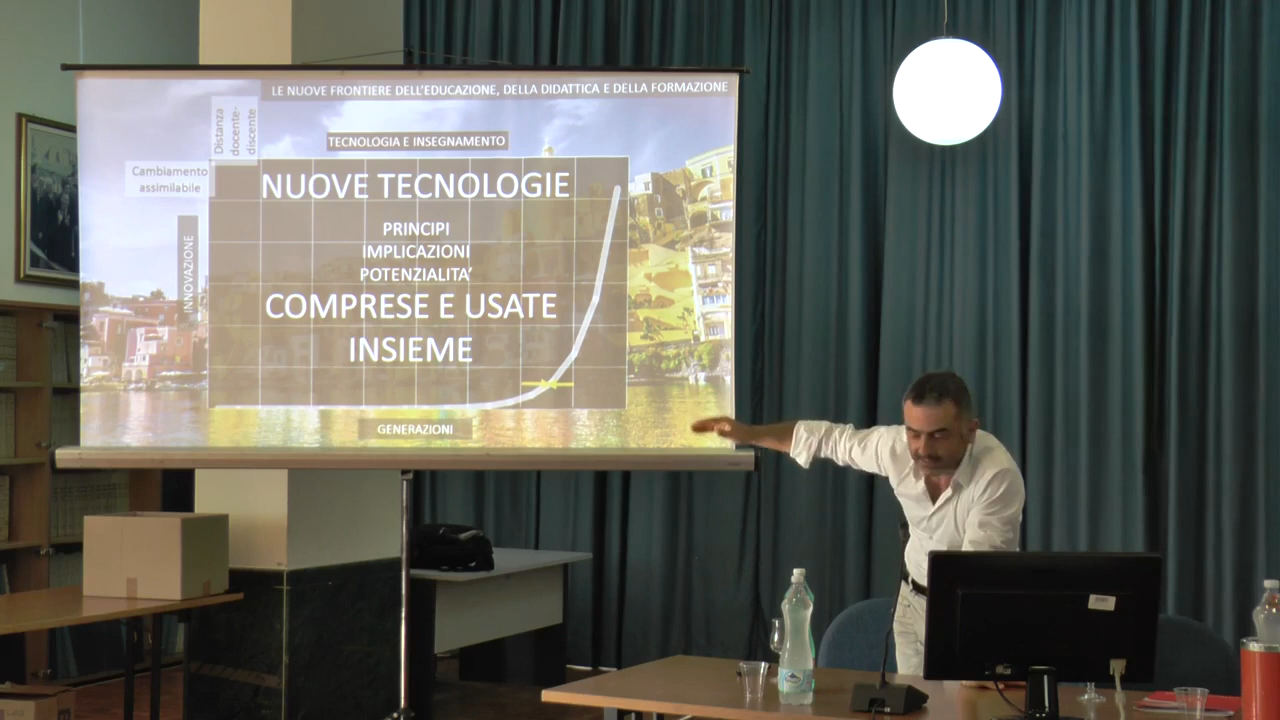 LE NUOVE FRONTIERE DELL'EDUCAZIONE, DELLA DIDATTICA E DELLA FORMAZIONE
Distanza
docente-
discente
TECNOLOGIA E INSEGNAMENTO
Cambiamento
assimilabile
NUOVE TECNOLOGIE
PRINCIPI
IMPLICAZIONI
POTENZIALITA'
INNOVAZIONE
COMPRESE E USATE
INSIEME
GENERAZIONI